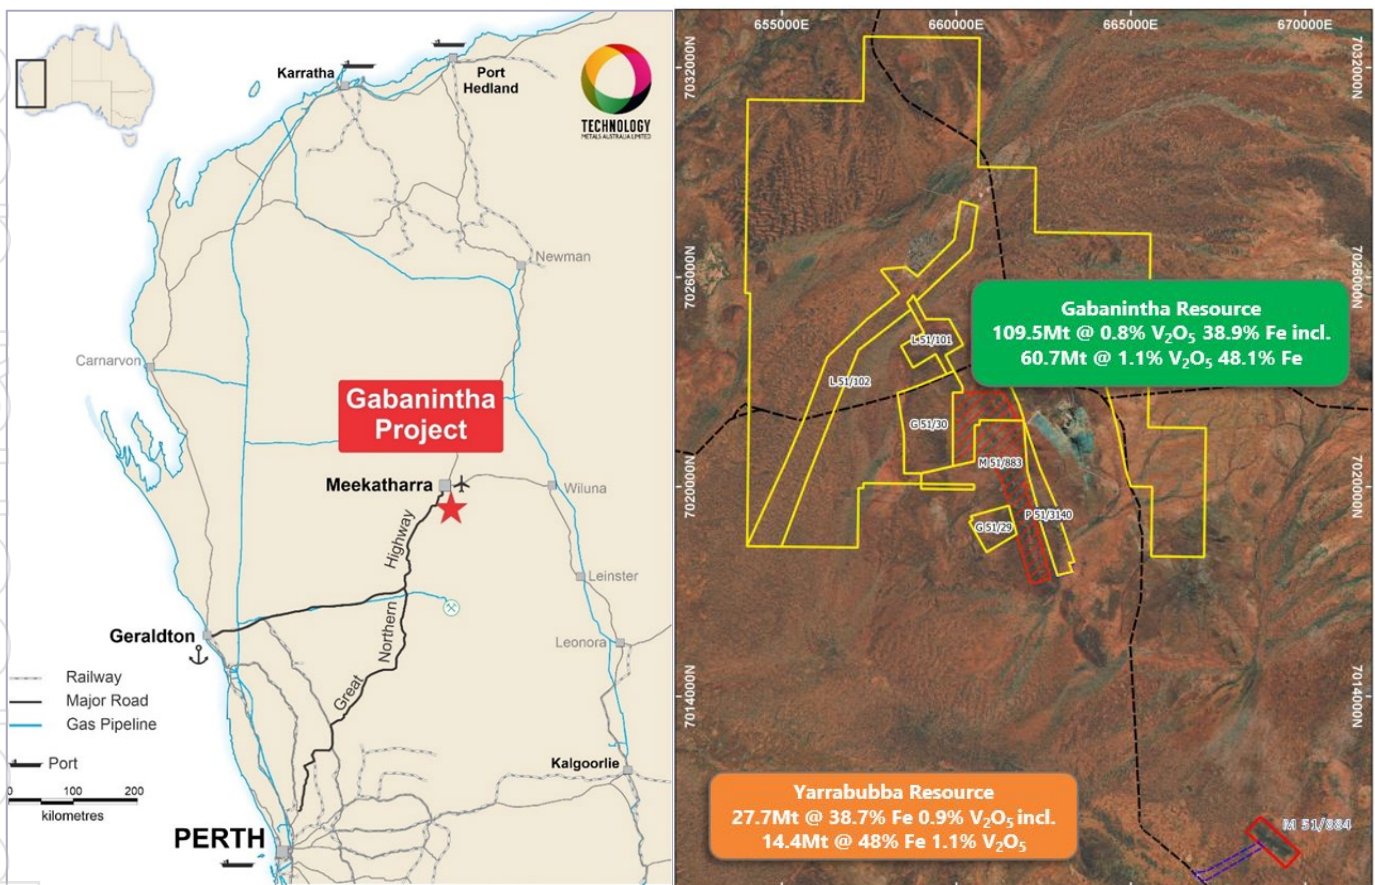 Karratha
Port
Hedland
TECHNOLOGY
METALS AUSTRALIA LIMITED
Newman
Carnarvon
Gabanintha
Project
Meekatharra
Wiluna
Highway
Leinster
Northern
Geraldton
Leonora
Great
Railway
Major Road
Gas Pipeline
Port
0 100 200
kilometres
Kalgoorlie
PERTH
655000E 660000E 665000E 670000E
7032000N 7032000N
7026000N 7026000N
Gabanintha Resource
109.5Mt @ 0.8% V₂O₅ 38.9% Fe incl.
60.7Mt @ 1.1% V₂O₅ 48.1% Fe
L 51/101
L 51/102
G 51/30
M 51/883
7020000N 7020000N
G 51/29
P 51/3140
7014000N 7014000N
Yarrabubba Resource
27.7Mt @ 38.7% Fe 0.9% V₂O₅ incl.
14.4Mt @ 48% Fe 1.1% V₂O₅
M 51/884